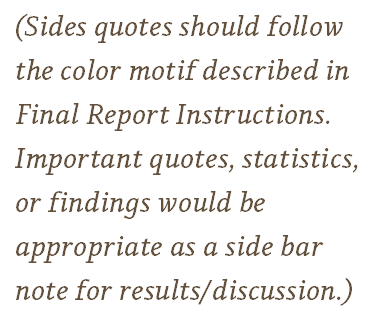 (Sides quotes should follow
the color motif described in
Final Report Instructions.
Important quotes, statistics,
or findings would be
appropriate as a side bar
note for results/discussion.)